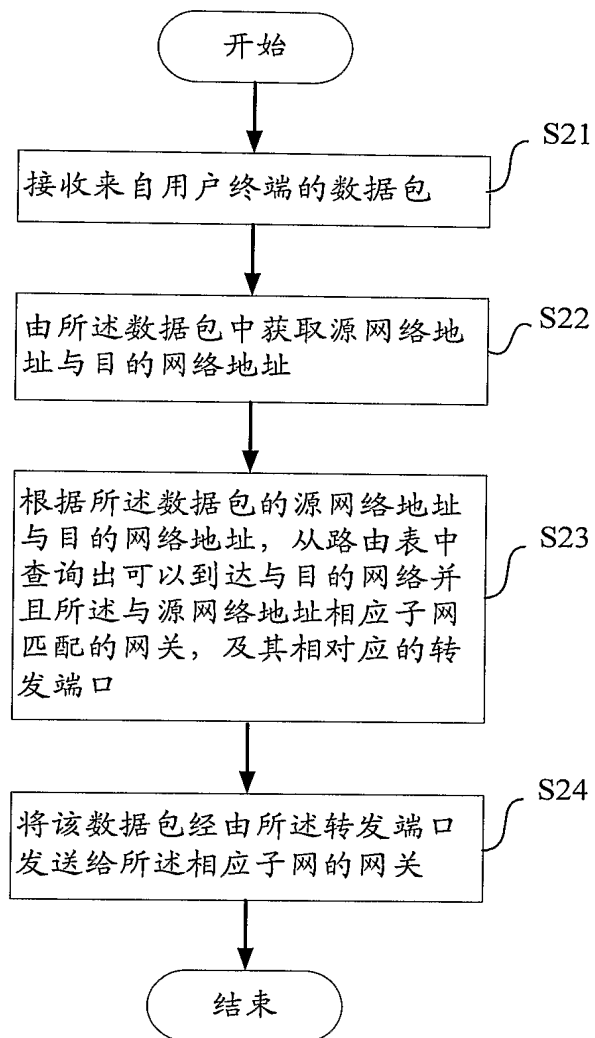 开始
S21
接收来自用户终端的数据包
S22
由所述数据包中获取源网络地
址与目的网络地址
S23
根据所述数据包的源网络地址
与目的网络地址，从路由表中
查询出可以到达与目的网络并
且所述与源网络地址相应子网
匹配的网关，及其相对应的转
发端口
S24
将该数据包经由所述转发端口
发送给所述相应子网的网关
结束